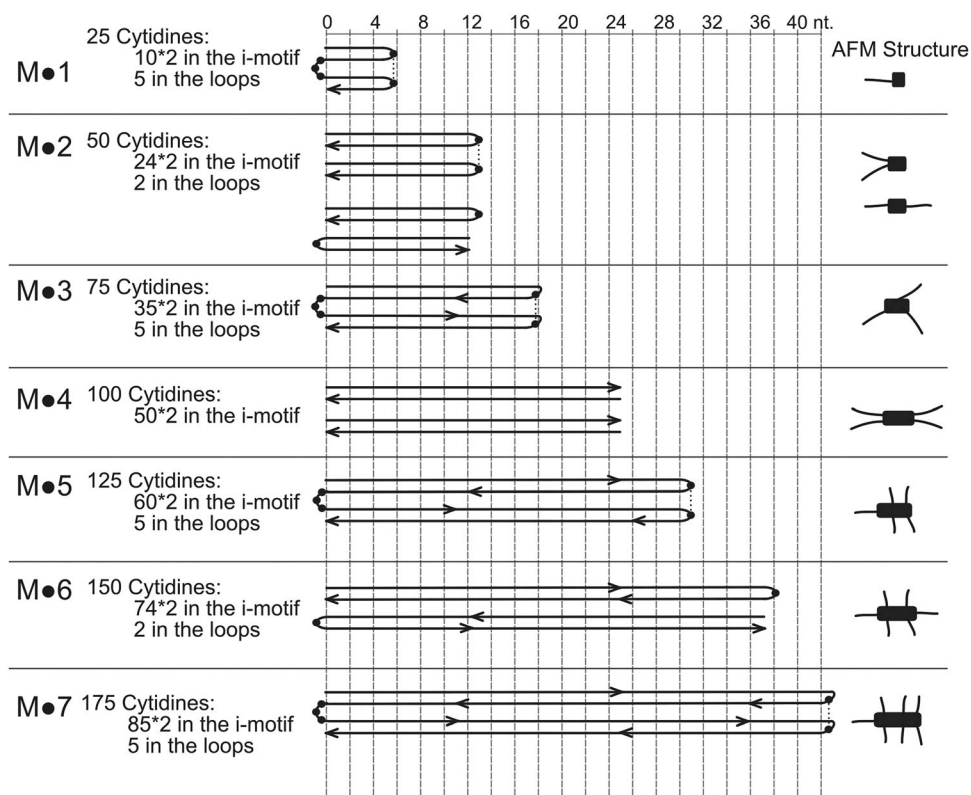 0 4 8 12 16 20 24 28 32 36 40 nt.
AFM Structure
M●1 25 Cytidines:
10*2 in the i-motif
5 in the loops
M●2 50 Cytidines:
24*2 in the i-motif
2 in the loops
M●3 75 Cytidines:
35*2 in the i-motif
5 in the loops
M●4 100 Cytidines:
50*2 in the i-motif
M●5 125 Cytidines:
60*2 in the i-motif
5 in the loops
M●6 150 Cytidines:
74*2 in the i-motif
2 in the loops
M●7 175 Cytidines:
85*2 in the i-motif
5 in the loops